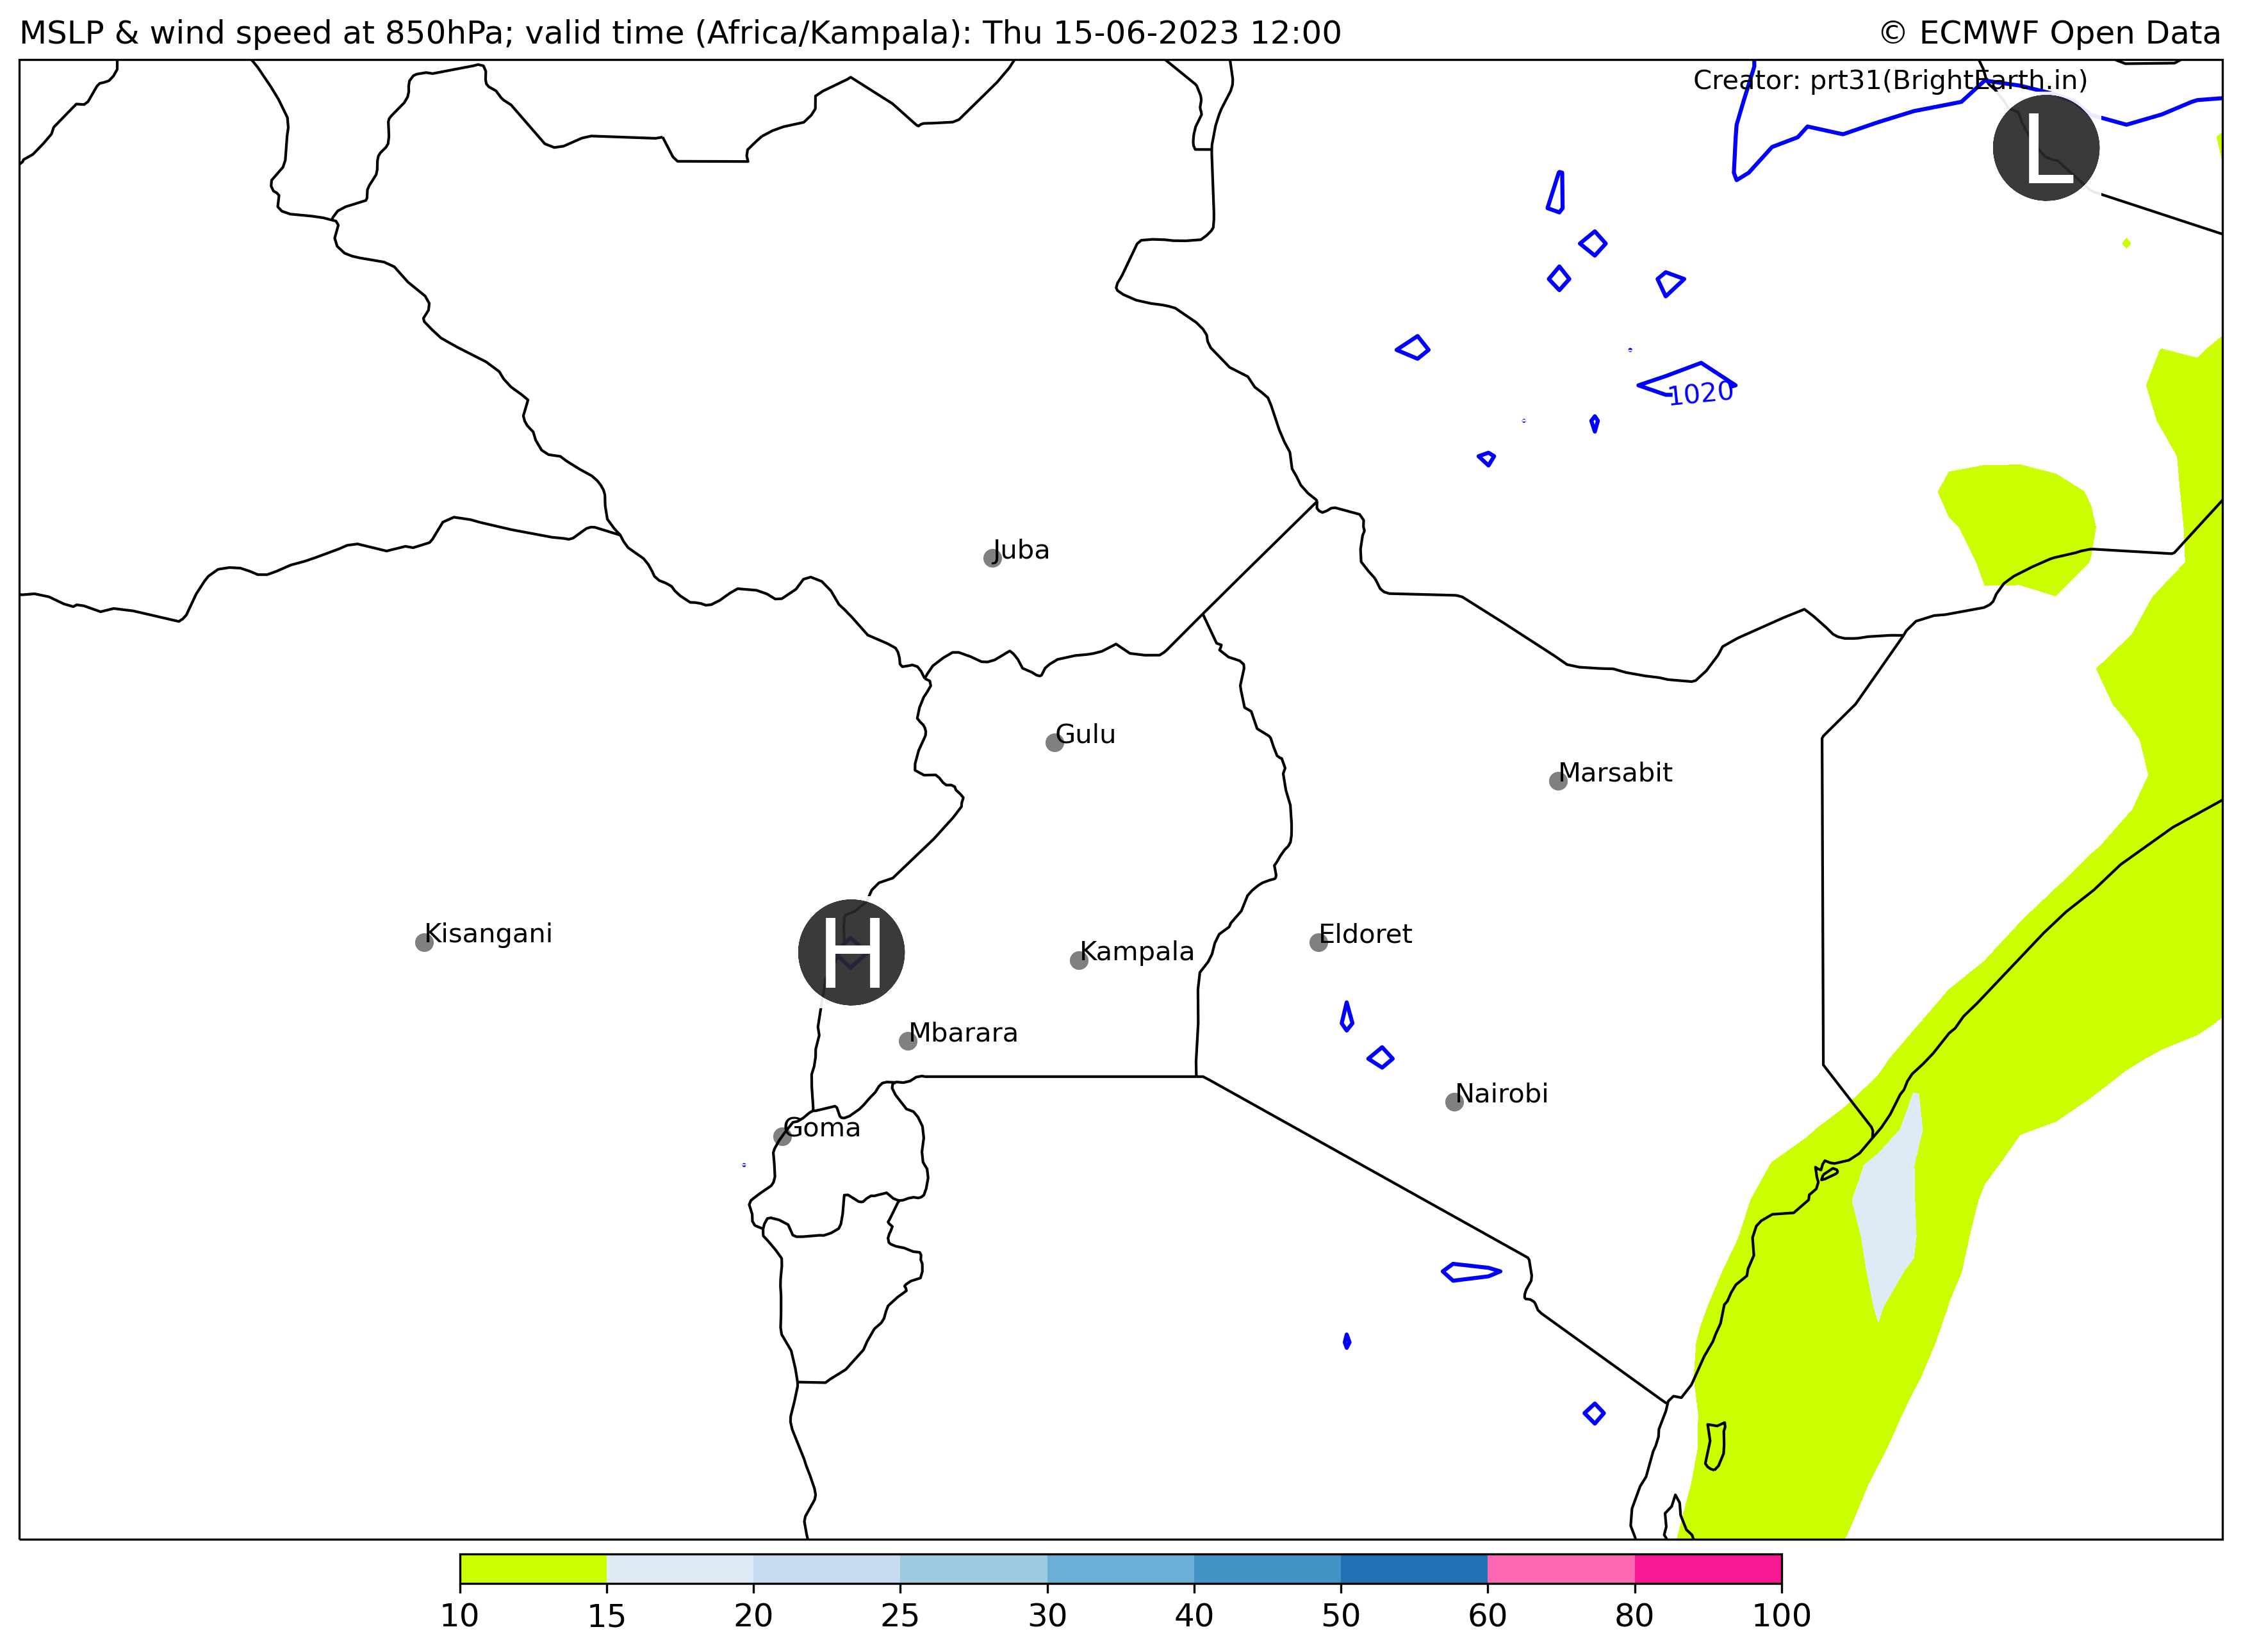 MSLP & wind speed at 850hPa; valid time (Africa/Kampala): Thu 15-06-2023 12:00
© ECMWF Open Data
Creator: prt31(BrightEarth.in)
L
1020
Juba
Gulu
Marsabit
Kisangani
H
Kampala
Eldoret
Mbarara
Nairobi
Goma
10 15 20 25 30 40 50 60 80 100